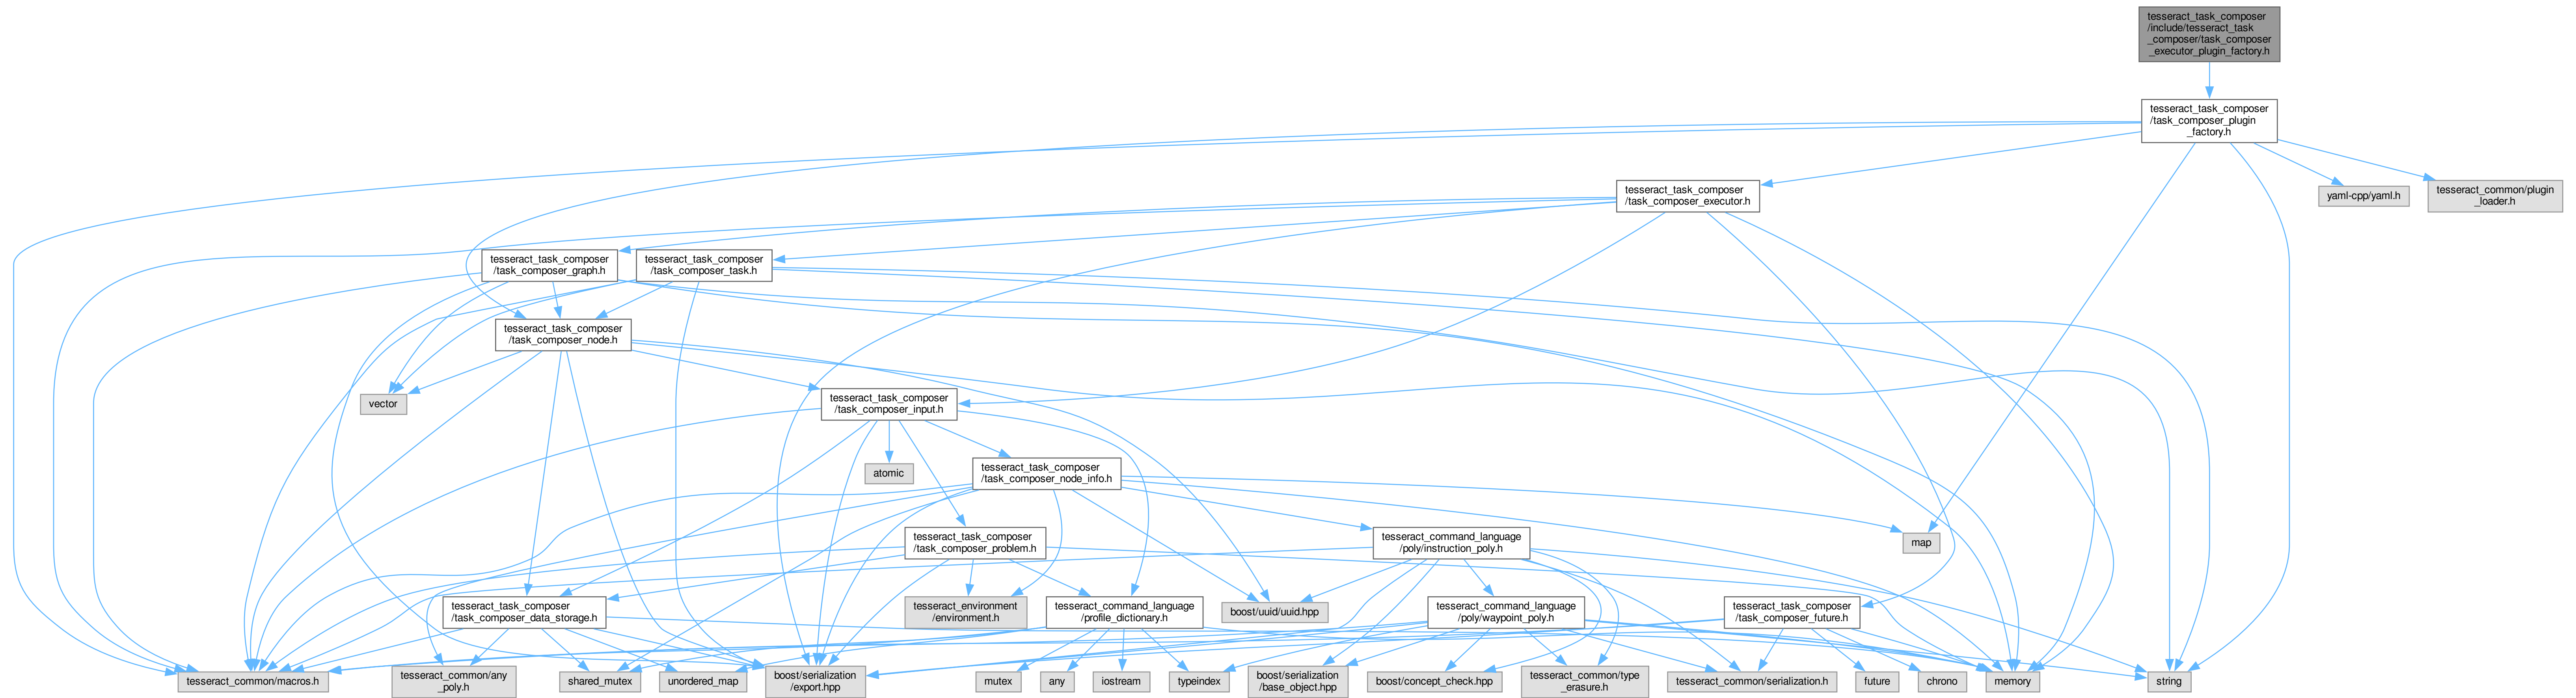 tesseract_task_composer
/include/tesseract_task
_composer/task_composer
_executor_plugin_factory.h
tesseract_task_composer
/task_composer_plugin
_factory.h
tesseract_task_composer
/task_composer_executor.h
yaml-cpp/yaml.h
tesseract_common/plugin
_loader.h
tesseract_task_composer
/task_composer_graph.h
tesseract_task_composer
/task_composer_task.h
tesseract_task_composer
/task_composer_node.h
vector
tesseract_task_composer
/task_composer_input.h
atomic
tesseract_task_composer
/task_composer_node_info.h
tesseract_task_composer
/task_composer_problem.h
tesseract_command_language
/poly/instruction_poly.h
map
tesseract_task_composer
/task_composer_data_storage.h
tesseract_environment
/environment.h
tesseract_command_language
/profile_dictionary.h
boost/uuid/uuid.hpp
tesseract_command_language
/poly/waypoint_poly.h
tesseract_task_composer
/task_composer_future.h
tesseract_common/macros.h
tesseract_common/any
_poly.h
shared_mutex
unordered_map
boost/serialization
/export.hpp
mutex
any
iostream
typeindex
boost/serialization
/base_object.hpp
boost/concept_check.hpp
tesseract_common/type
_erasure.h
tesseract_common/serialization.h
future
chrono
memory
string